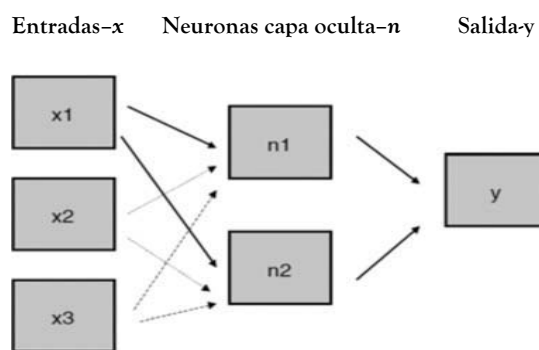 Entradas–x Neuronas capa oculta–n Salida-y
x1
n1
x2
y
n2
x3